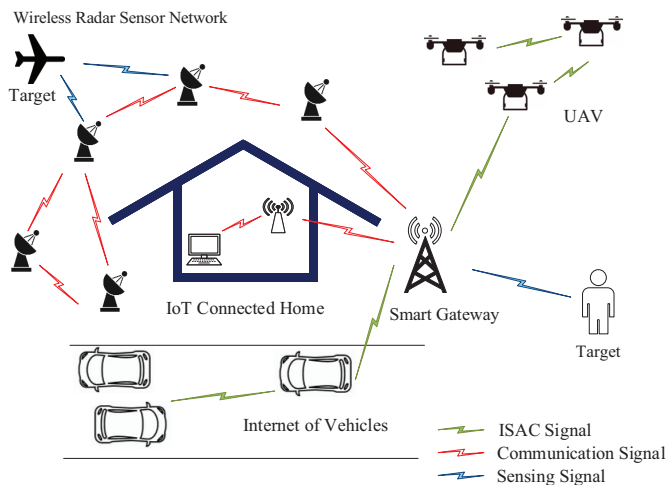 Wireless Radar Sensor Network
Target
UAV
IoT Connected Home
Smart Gateway
Target
Internet of Vehicles
ISAC Signal
Communication Signal
Sensing Signal